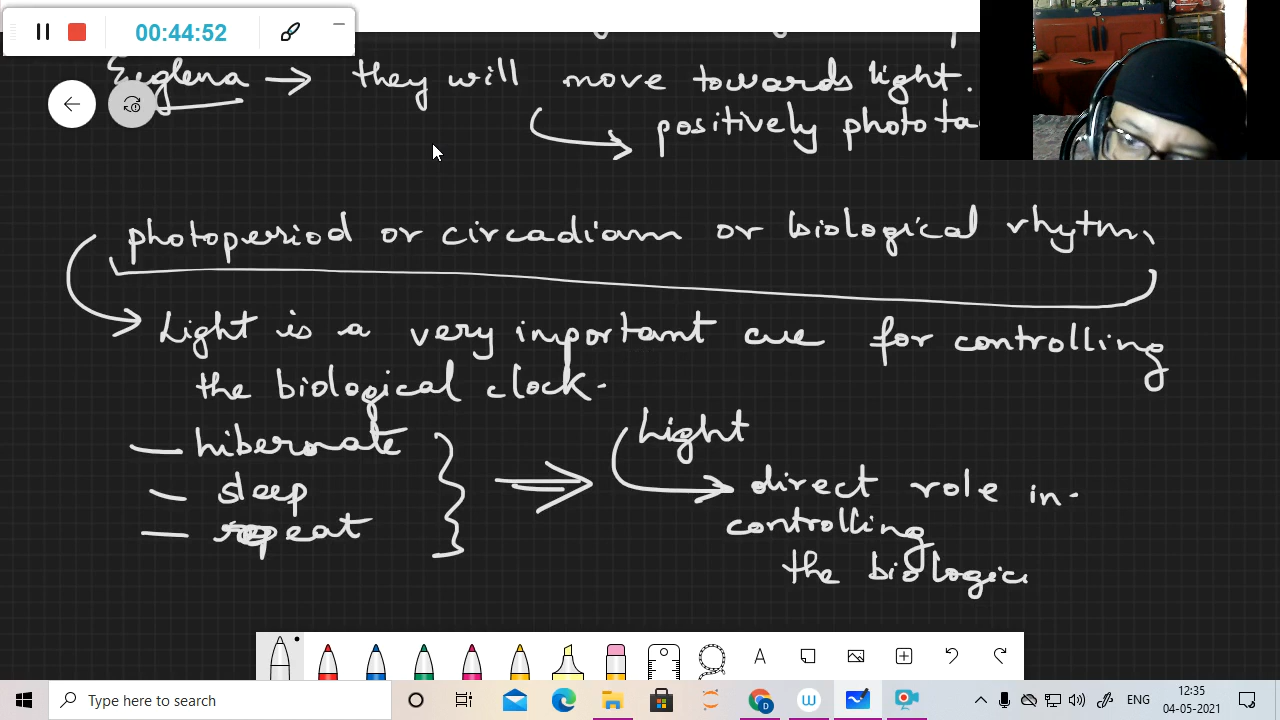 00:44:52
Euglena → they will move towards light.
positively photota
photoperiod or circadian or biological rhythm
Light is a very important cue for controlling
the biological clock.
— hibernate
— sleep
— repeat
Light
direct role in
controlling
the biologic
Type here to search
ENG
12:35
04-05-2021